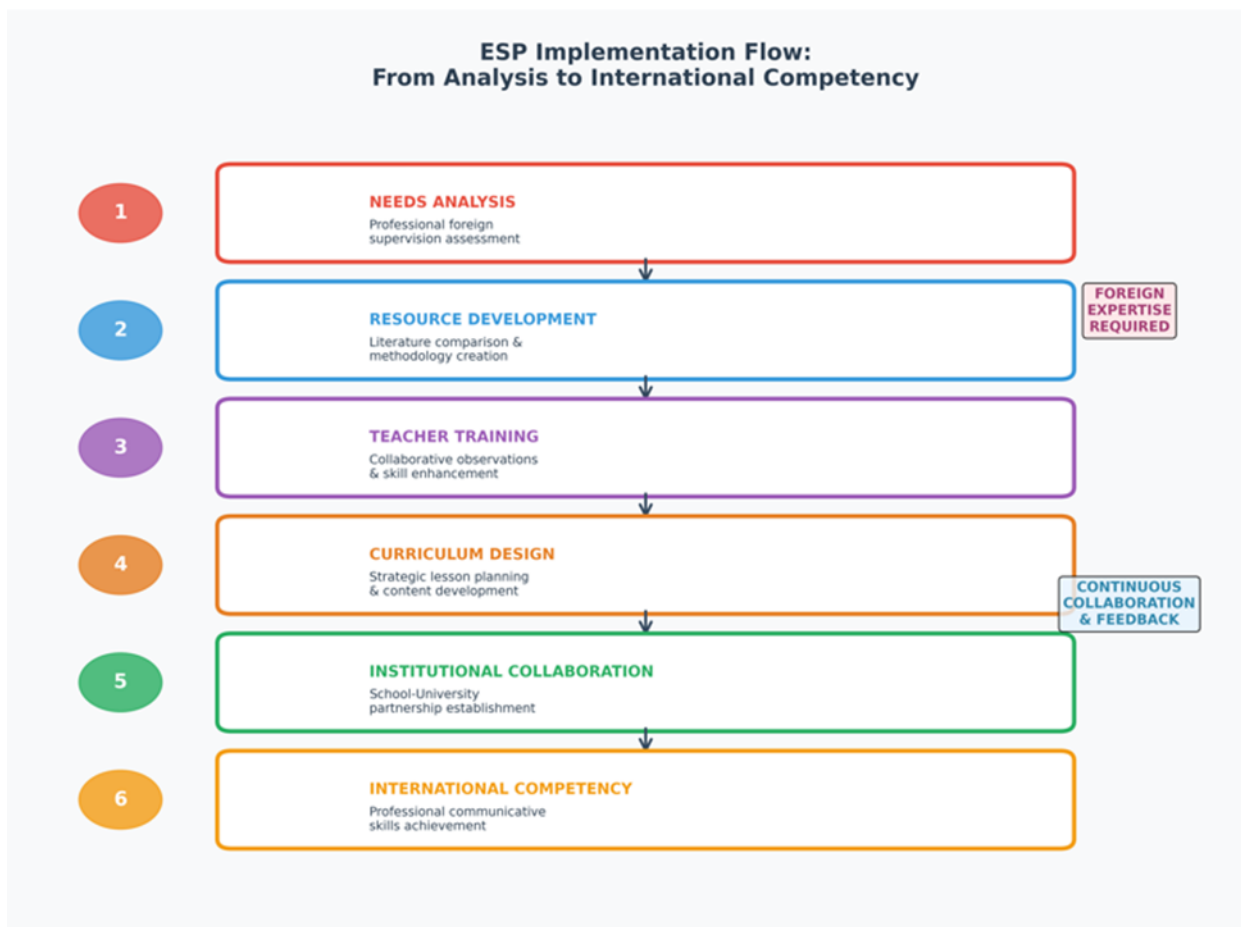 ESP Implementation Flow:
From Analysis to International Competency
1
NEEDS ANALYSIS
Professional foreign
supervision assessment
2
RESOURCE DEVELOPMENT
Literature comparison &
methodology creation
FOREIGN
EXPERTISE
REQUIRED
3
TEACHER TRAINING
Collaborative observations
& skill enhancement
4
CURRICULUM DESIGN
Strategic lesson planning
& content development
CONTINUOUS
COLLABORATION
& FEEDBACK
5
INSTITUTIONAL COLLABORATION
School-University
partnership establishment
6
INTERNATIONAL COMPETENCY
Professional communicative
skills achievement